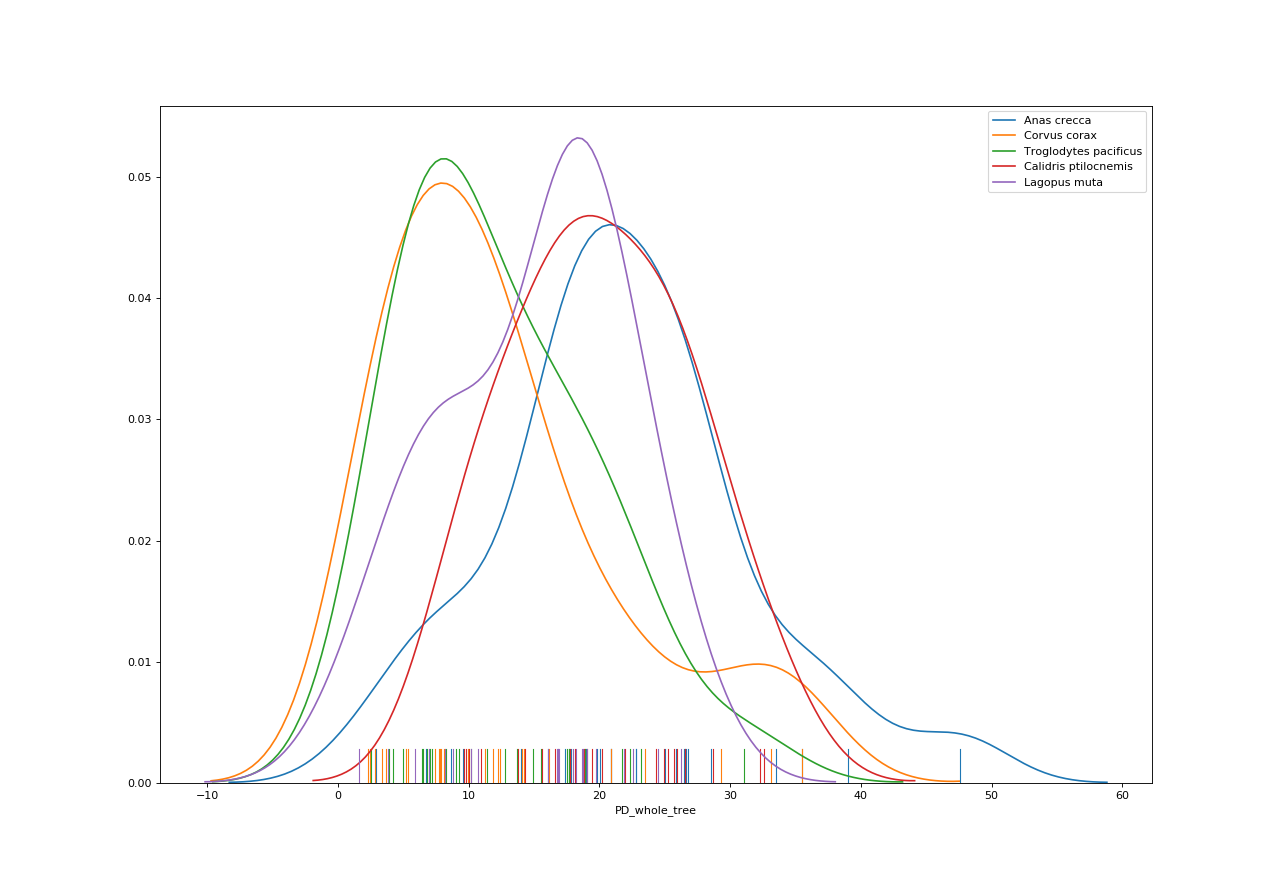 Anas crecca
Corvus corax
Troglodytes pacificus
Calidris ptilocnemis
Lagopus muta
0.05
0.04
0.03
0.02
0.01
0.00
−10 0 10 20 30 40 50 60
PD_whole_tree